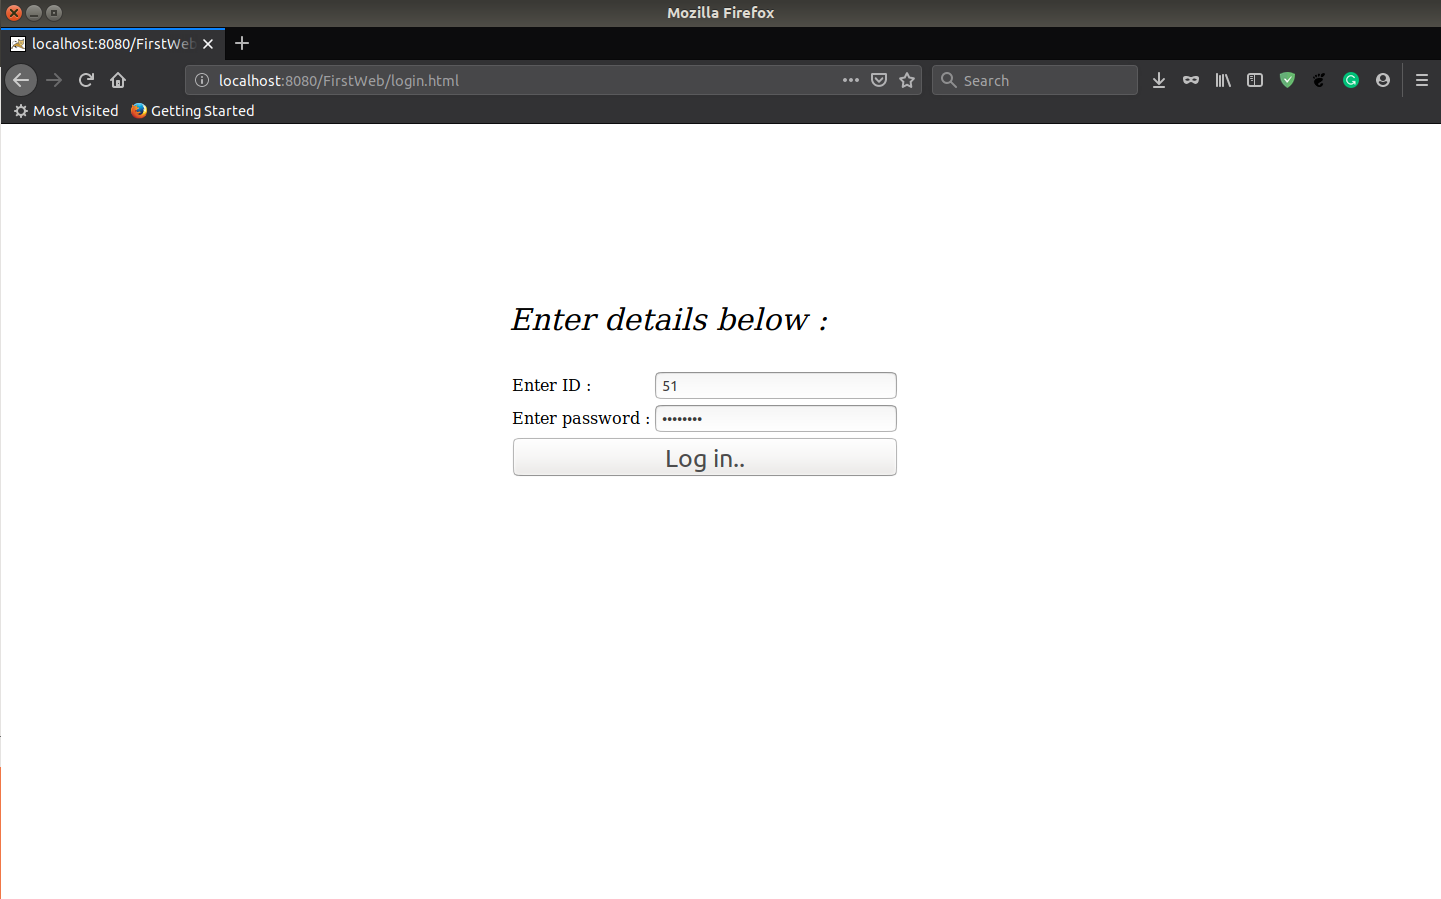 Mozilla Firefox
localhost:8080/FirstWeb
localhost:8080/FirstWeb/login.html
Search
Most Visited Getting Started
Enter details below :
Enter ID : 51
Enter password : ••••••••
Log in..